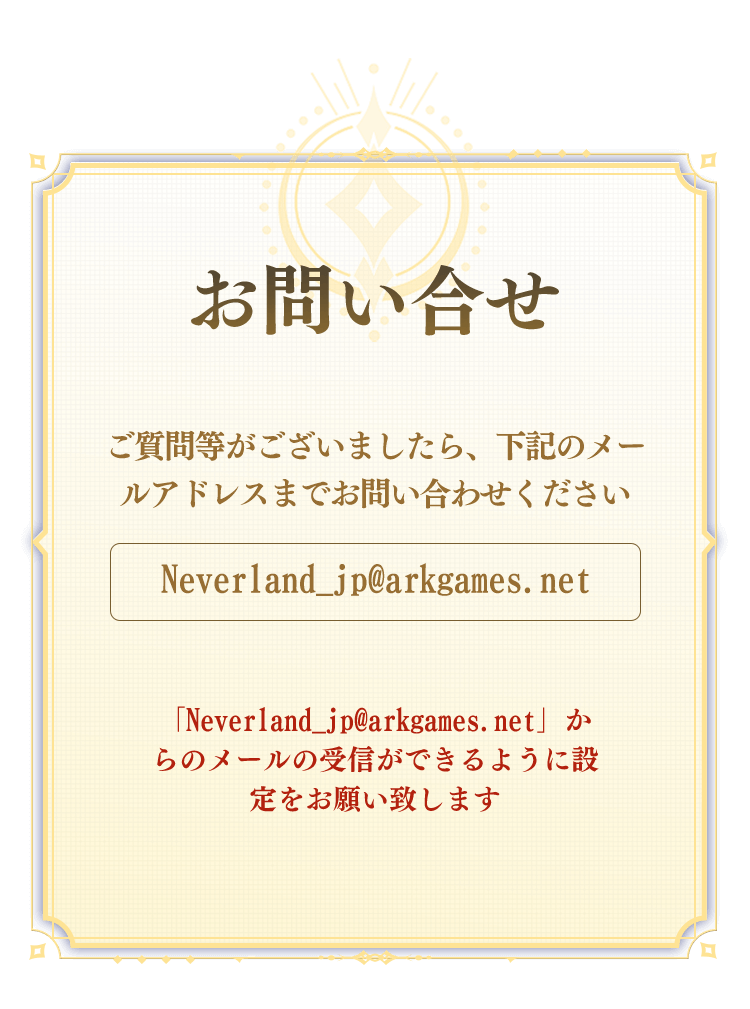 お問い合せ
ご質問等がございましたら、下記のメー
ルアドレスまでお問い合わせください
Neverland_jp@arkgames.net
「Neverland_jp@arkgames.net」か
らのメールの受信ができるように設
定をお願い致します